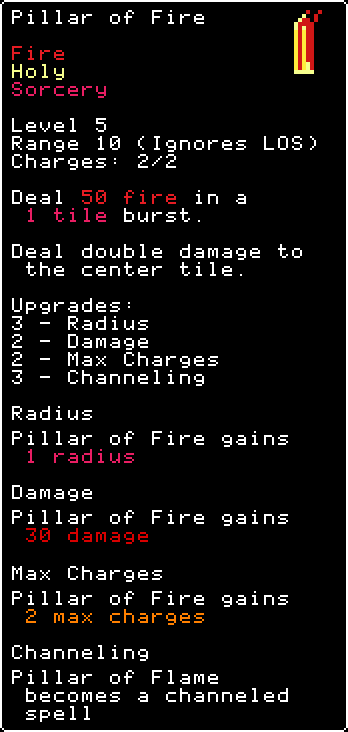 Pillar of Fire
Fire
Holy
Sorcery
Level 5
Range 10 (Ignores LOS)
Charges: 2/2
Deal 50 fire in a
1 tile burst.
Deal double damage to
the center tile.
Upgrades:
3 - Radius
2 - Damage
2 - Max Charges
3 - Channeling
Radius
Pillar of Fire gains
1 radius
Damage
Pillar of Fire gains
30 damage
Max Charges
Pillar of Fire gains
2 max charges
Channeling
Pillar of Flame
becomes a channeled
spell